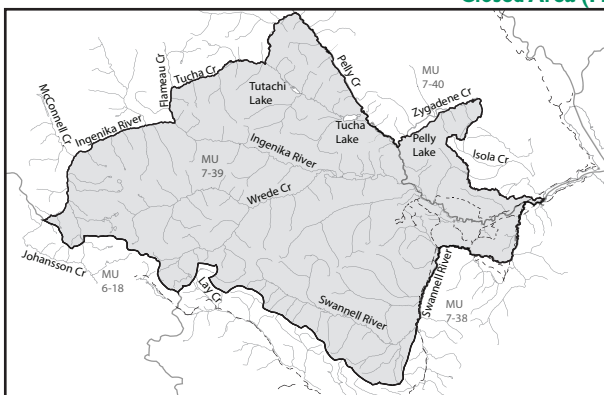 McConnell Cr
Ingenika River
Flameau Cr
Tucha Cr
Tutachi
Lake
Pelly Cr
MU
7-40
Zygadene Cr
Tucha
Lake
Pelly
Lake
Isola Cr
Ingenika River
MU
7-39
Wrede Cr
Johansson Cr
MU
6-18
Lay Cr
Swannell River
Swannell River
MU
7-38